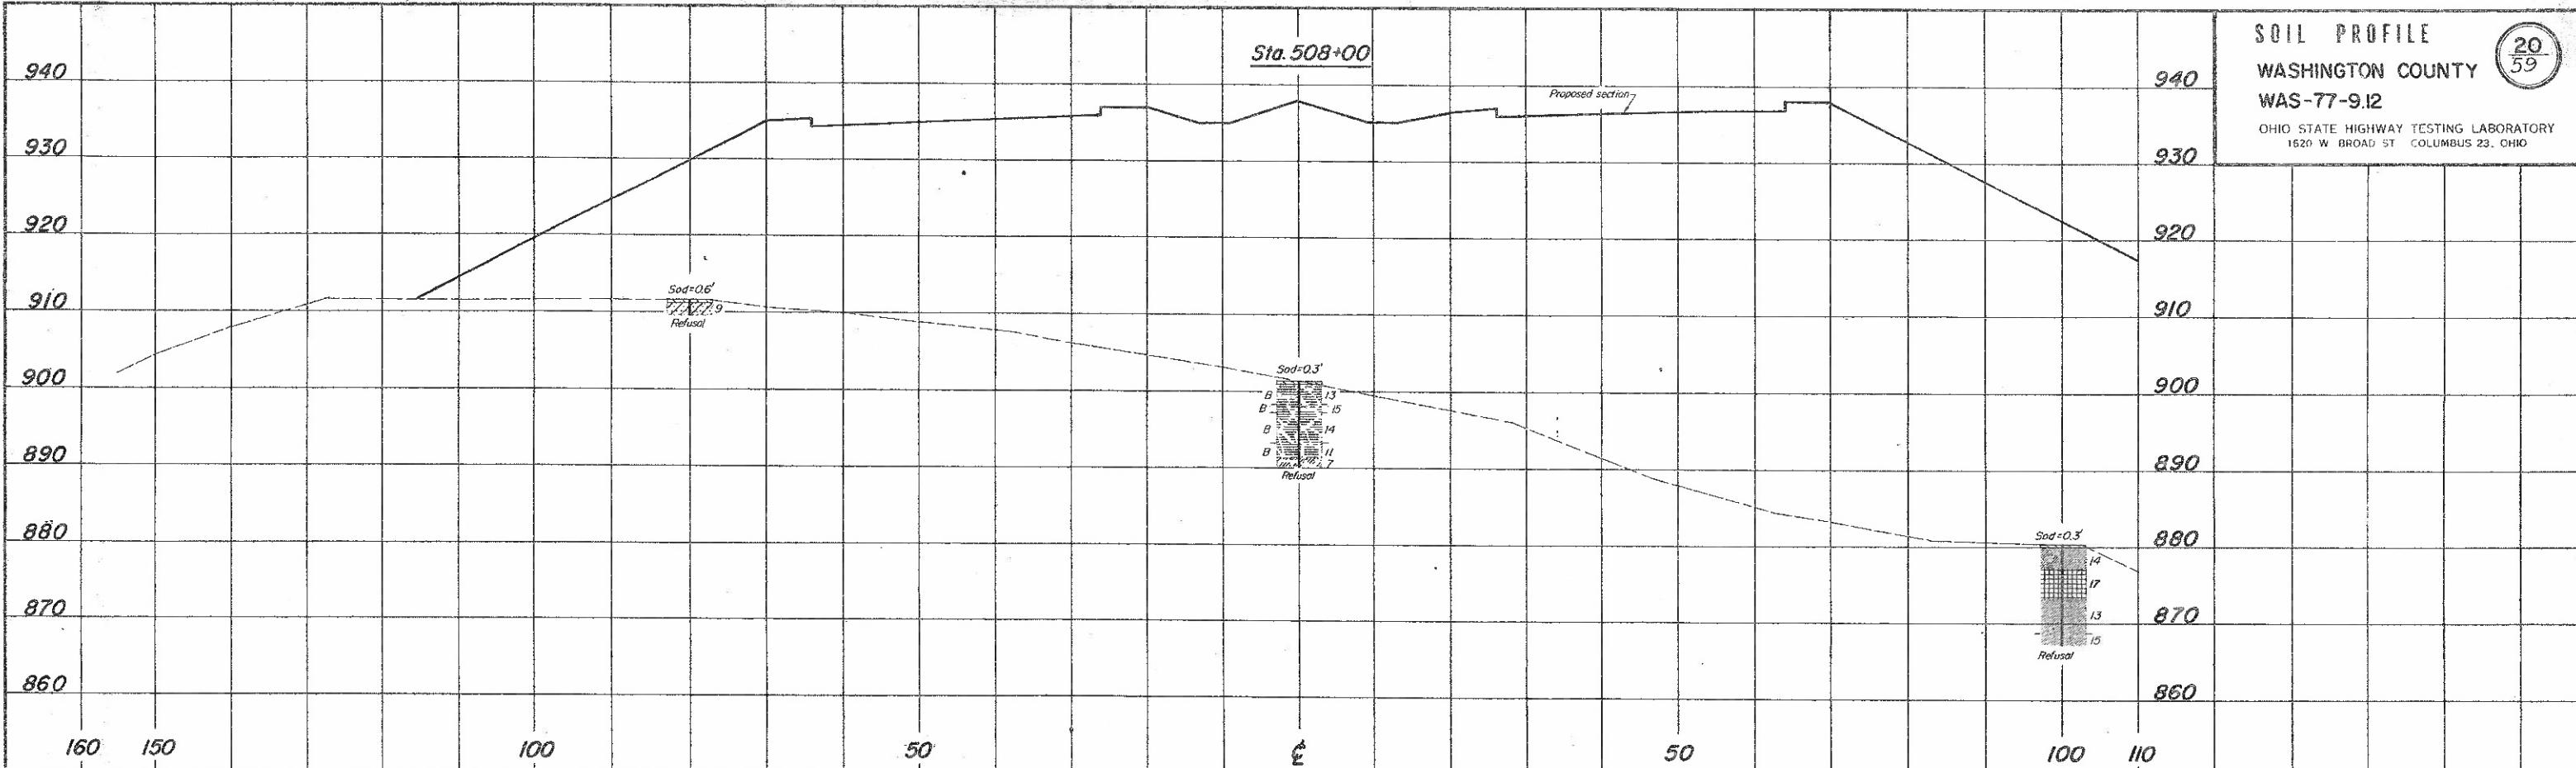 Sta. 508+00
SOIL PROFILE
WASHINGTON COUNTY
WAS-77-9.12
OHIO STATE HIGHWAY TESTING LABORATORY
1620 W BROAD ST COLUMBUS 23, OHIO
20
59
940 940
Proposed section
930 930
920 920
910 910
Sod=0.6'
9
Refusal
900 900
Sod=0.3'
B 13
B 15
B 14
B 11
7
Refusal
890 890
880 880
Sod=0.3'
14
17
13
15
Refusal
870 870
860 860
160 150 100 50 ℄ 50 100 110